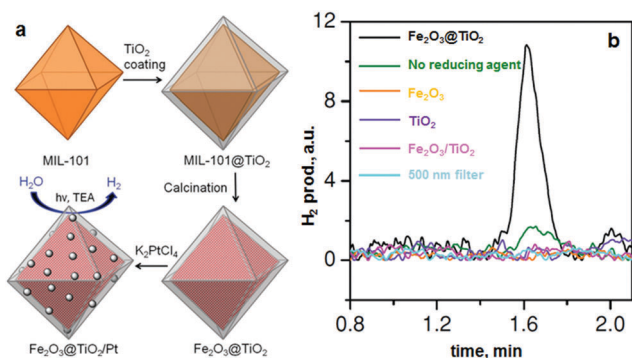 a
TiO₂
coating
MIL-101
MIL-101@TiO₂
H₂O
H₂
hv, TEA
Calcination
K₂PtCl₄
Fe₂O₃@TiO₂/Pt
Fe₂O₃@TiO₂
b
H₂ prod., a.u.
12
8
4
0
Fe₂O₃@TiO₂
No reducing agent
Fe₂O₃
TiO₂
Fe₂O₃/TiO₂
500 nm filter
0.8 1.2 1.6 2.0
time, min